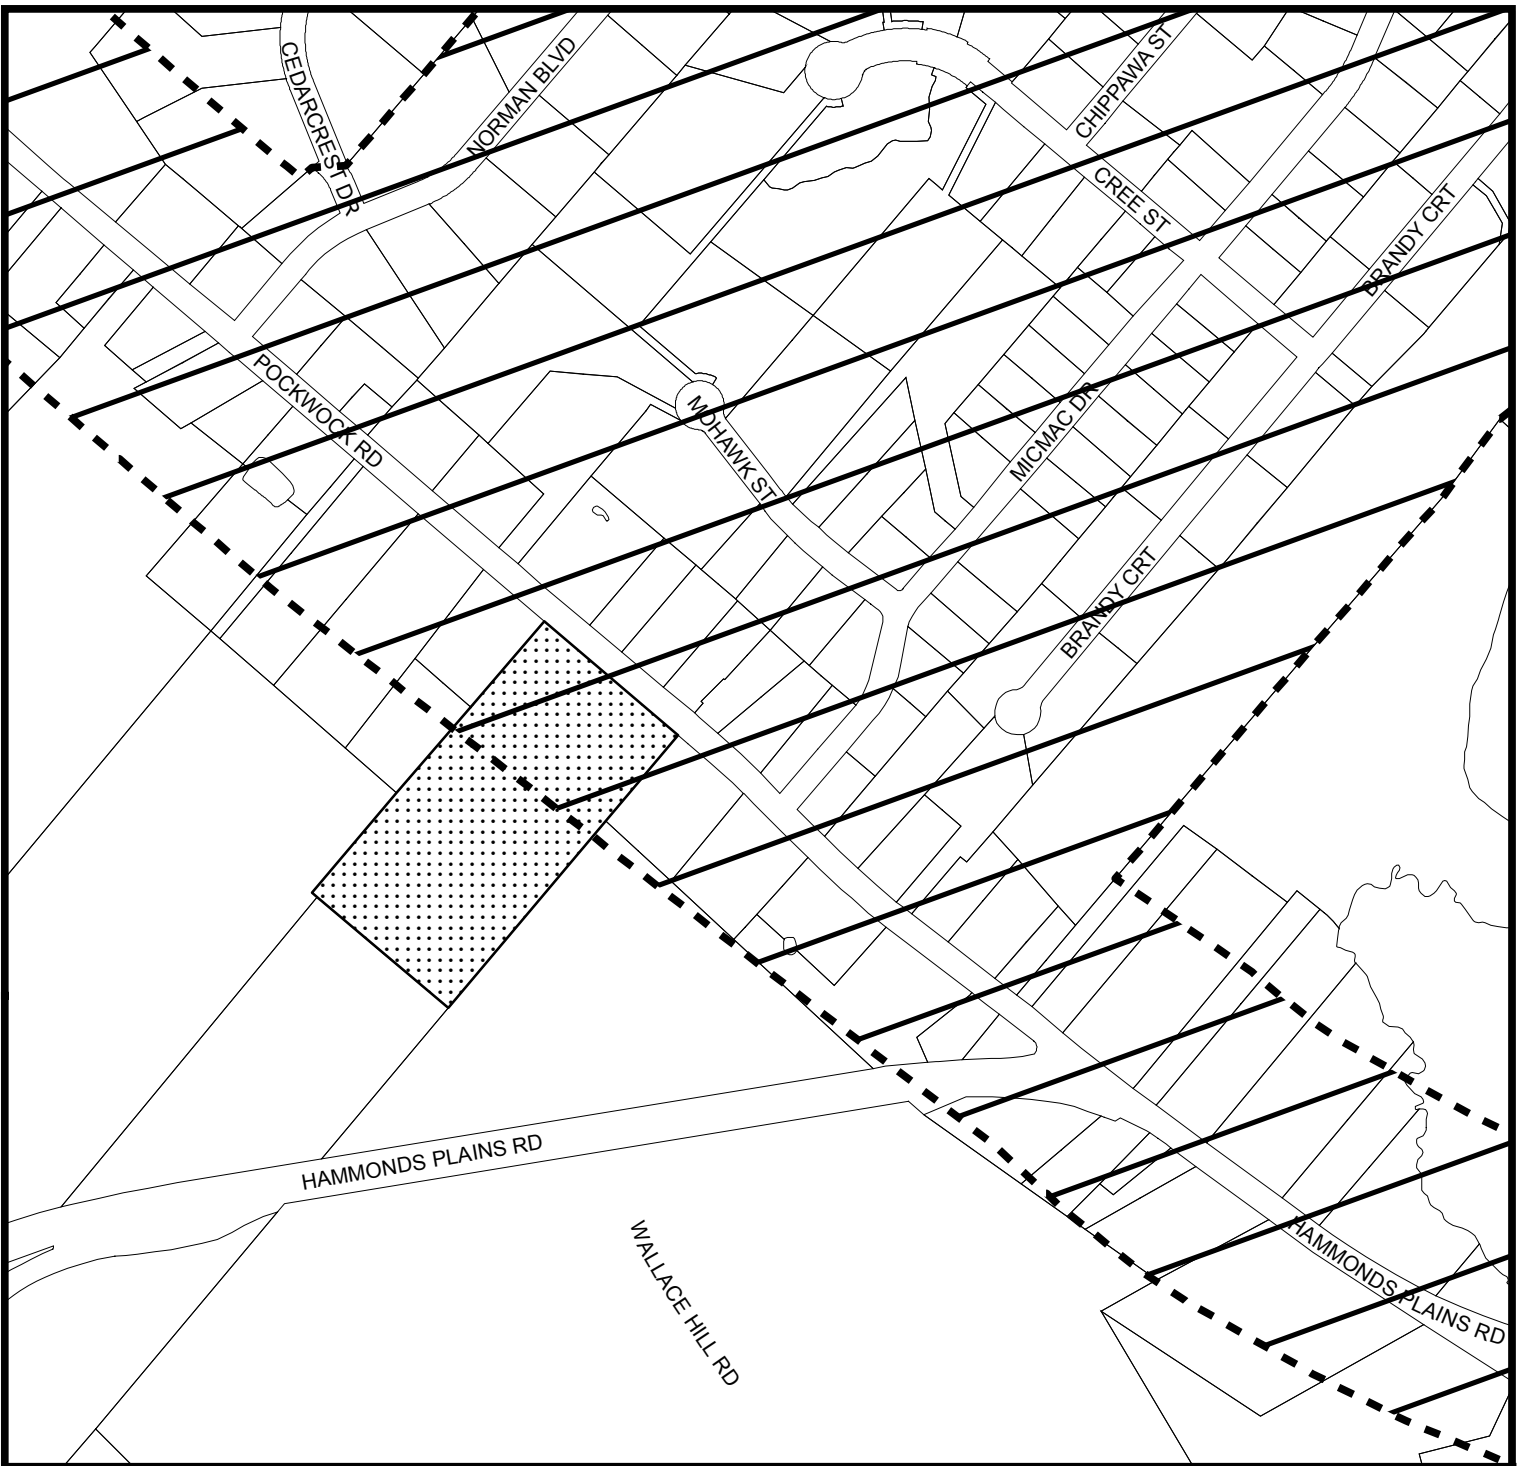 CEDARCREST DR
NORMAN BLVD
CHIPPAWA ST
CREE ST
BRANDY CRT
POCKWOCK RD
MOHAWK ST
MICMAC DR
BRANDY CRT
HAMMONDS PLAINS RD
WALLACE HILL RD
HAMMONDS PLAINS RD